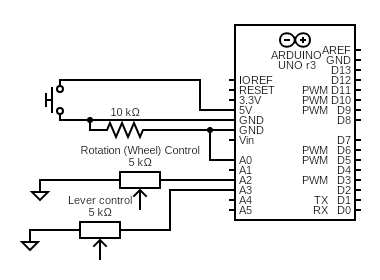 ARDUINO
UNO r3
IOREF
RESET
3.3V
5V
GND
GND
Vin
A0
A1
A2
A3
A4
A5
AREF
GND
D13
D12
PWM D11
PWM D10
PWM D9
D8
D7
PWM D6
PWM D5
D4
PWM D3
D2
TX D1
RX D0
10 kΩ
Rotation (Wheel) Control
5 kΩ
Lever control
5 kΩ